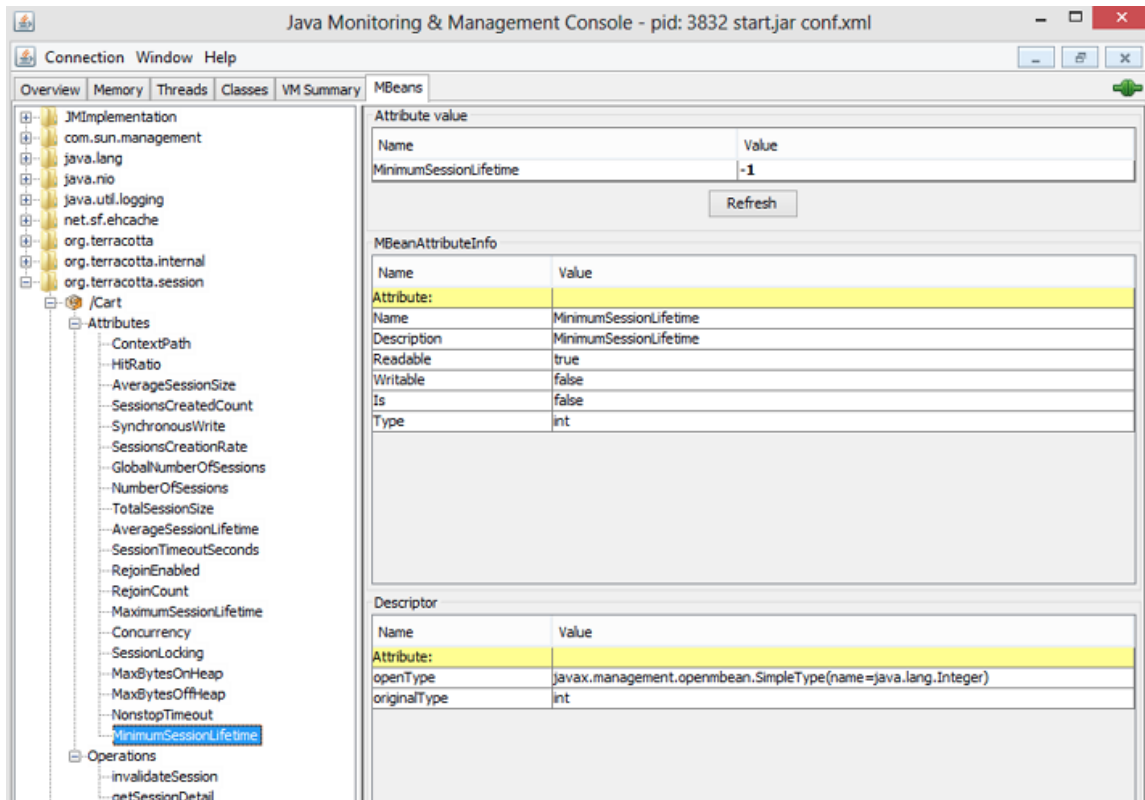 Java Monitoring & Management Console - pid: 3832 start.jar conf.xml
Connection Window Help
Overview Memory Threads Classes VM Summary MBeans
JMImplementation
com.sun.management
java.lang
java.nio
java.util.logging
net.sf.ehcache
org.terracotta
org.terracotta.internal
org.terracotta.session
/Cart
Attributes
ContextPath
HitRatio
AverageSessionSize
SessionsCreatedCount
SynchronousWrite
SessionsCreationRate
GlobalNumberOfSessions
NumberOfSessions
TotalSessionSize
AverageSessionLifetime
SessionTimeoutSeconds
RejoinEnabled
RejoinCount
MaximumSessionLifetime
Concurrency
SessionLocking
MaxBytesOnHeap
MaxBytesOffHeap
NonstopTimeout
MinimumSessionLifetime
Operations
invalidateSession
getSessionDetail
Attribute value
Name Value
MinimumSessionLifetime -1
Refresh
MBeanAttributeInfo
Name Value
Attribute:
Name MinimumSessionLifetime
Description MinimumSessionLifetime
Readable true
Writable false
Is false
Type int
Descriptor
Name Value
Attribute:
openType javax.management.openmbean.SimpleType(name=java.lang.Integer)
originalType int